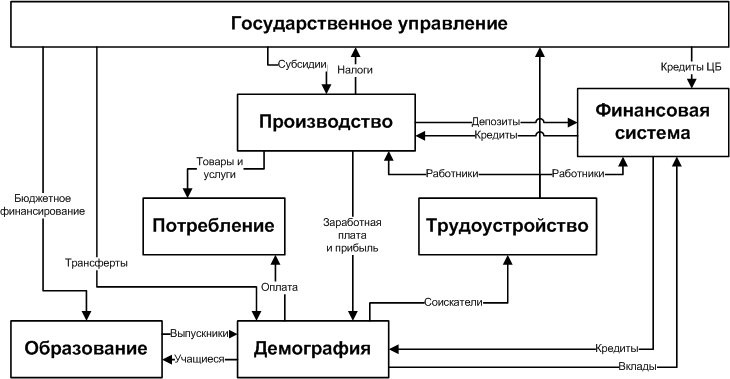 Государственное управление
Субсидии
Налоги
Кредиты ЦБ
Производство
Депозиты
Кредиты
Финансовая
система
Товары и
услуги
Работники
Работники
Бюджетное
финансирование
Потребление
Заработная
плата
и прибыль
Трудоустройство
Трансферты
Оплата
Соискатели
Образование
Выпускники
Учащиеся
Демография
Кредиты
Вклады